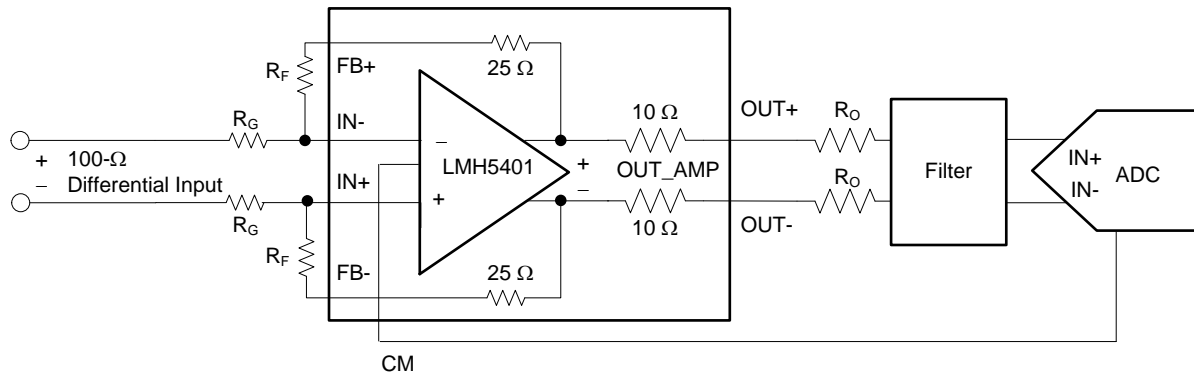 25 Ω
R_F
FB+
10 Ω
OUT+
R_O
R_G
IN-
+
100-Ω
Differential Input
−
−
LMH5401
+
OUT_AMP
+
−
Filter
IN+
IN-
ADC
IN+
R_G
10 Ω
OUT-
R_O
R_F
FB-
25 Ω
CM